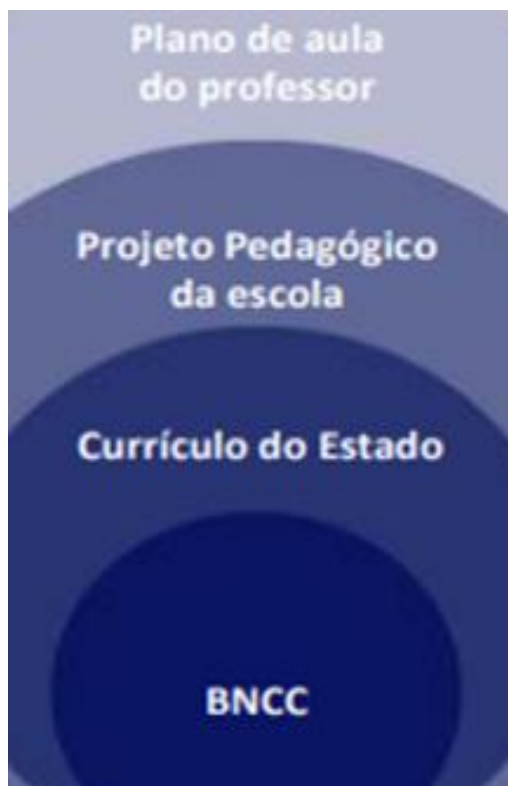 Plano de aula
do professor
Projeto Pedagógico
da escola
Currículo do Estado
BNCC